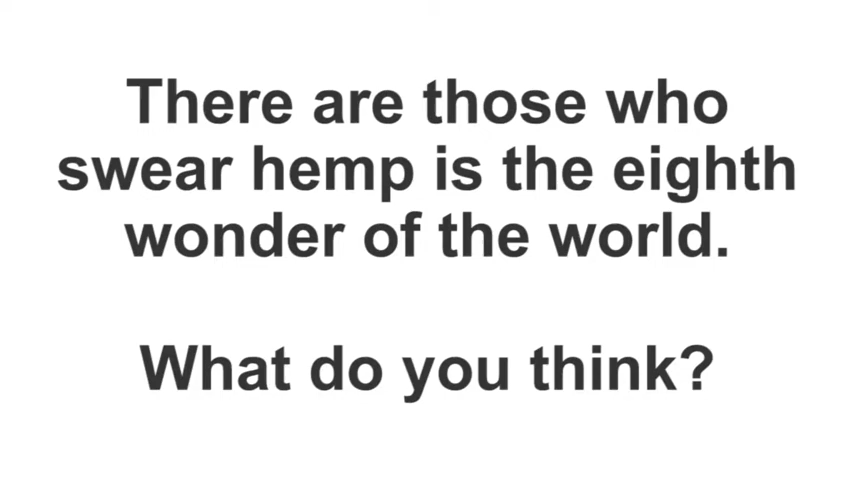 There are those who
swear hemp is the eighth
wonder of the world.
What do you think?